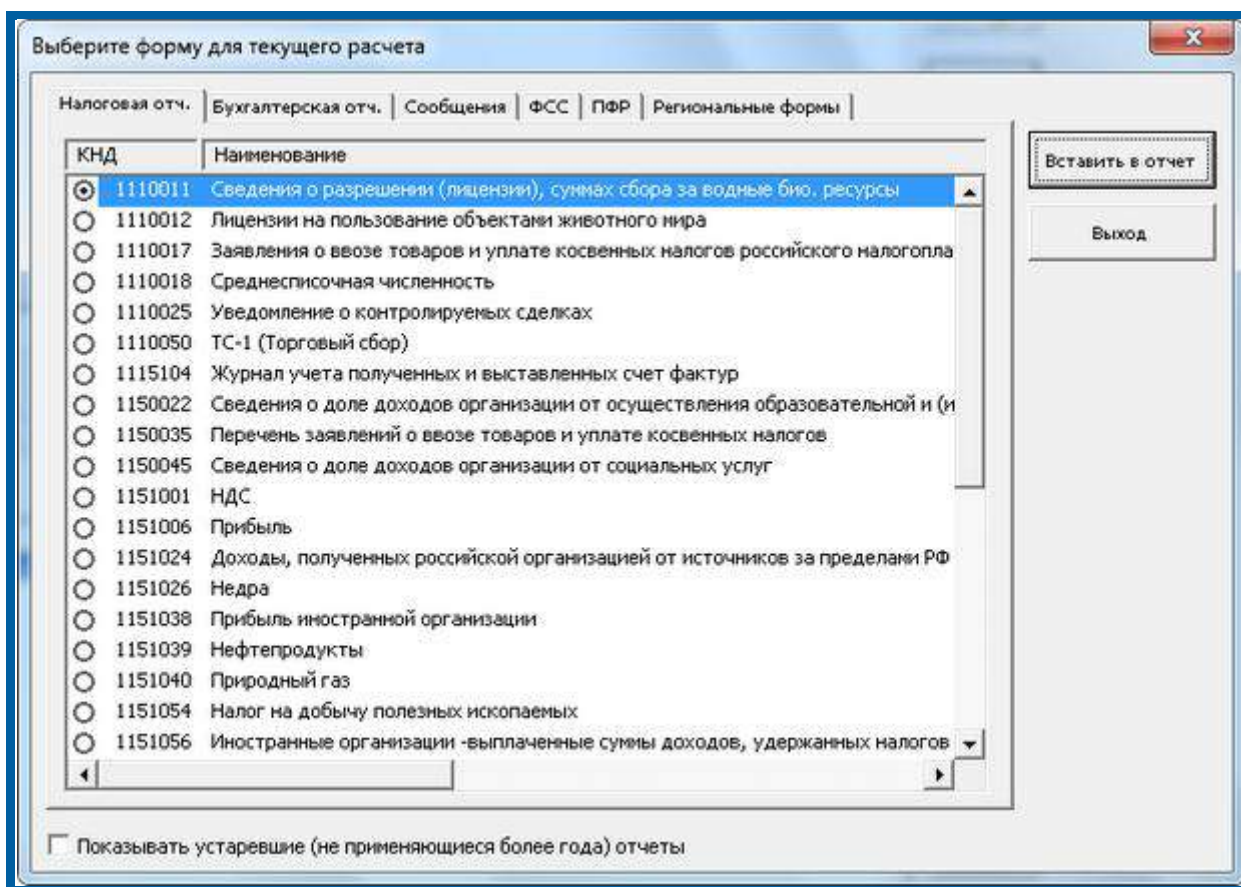 Выберите форму для текущего расчета
Налоговая отч. Бухгалтерская отч. Сообщения ФСС ПФР Региональные формы
КНД Наименование
Вставить в отчет
1110011 Сведения о разрешении (лицензии), суммах сбора за водные био. ресурсы
1110012 Лицензии на пользование объектами животного мира
Выход
1110017 Заявления о ввозе товаров и уплате косвенных налогов российского налогопла
1110018 Среднесписочная численность
1110025 Уведомление о контролируемых сделках
1110050 ТС-1 (Торговый сбор)
1115104 Журнал учета полученных и выставленных счет фактур
1150022 Сведения о доле доходов организации от осуществления образовательной и (и
1150035 Перечень заявлений о ввозе товаров и уплате косвенных налогов
1150045 Сведения о доле доходов организации от социальных услуг
1151001 НДС
1151006 Прибыль
1151024 Доходы, полученных российской организацией от источников за пределами РФ
1151026 Недра
1151038 Прибыль иностранной организации
1151039 Нефтепродукты
1151040 Природный газ
1151054 Налог на добычу полезных ископаемых
1151056 Иностранные организации -выплаченные суммы доходов, удержанных налогов
Показывать устаревшие (не применяющиеся более года) отчеты